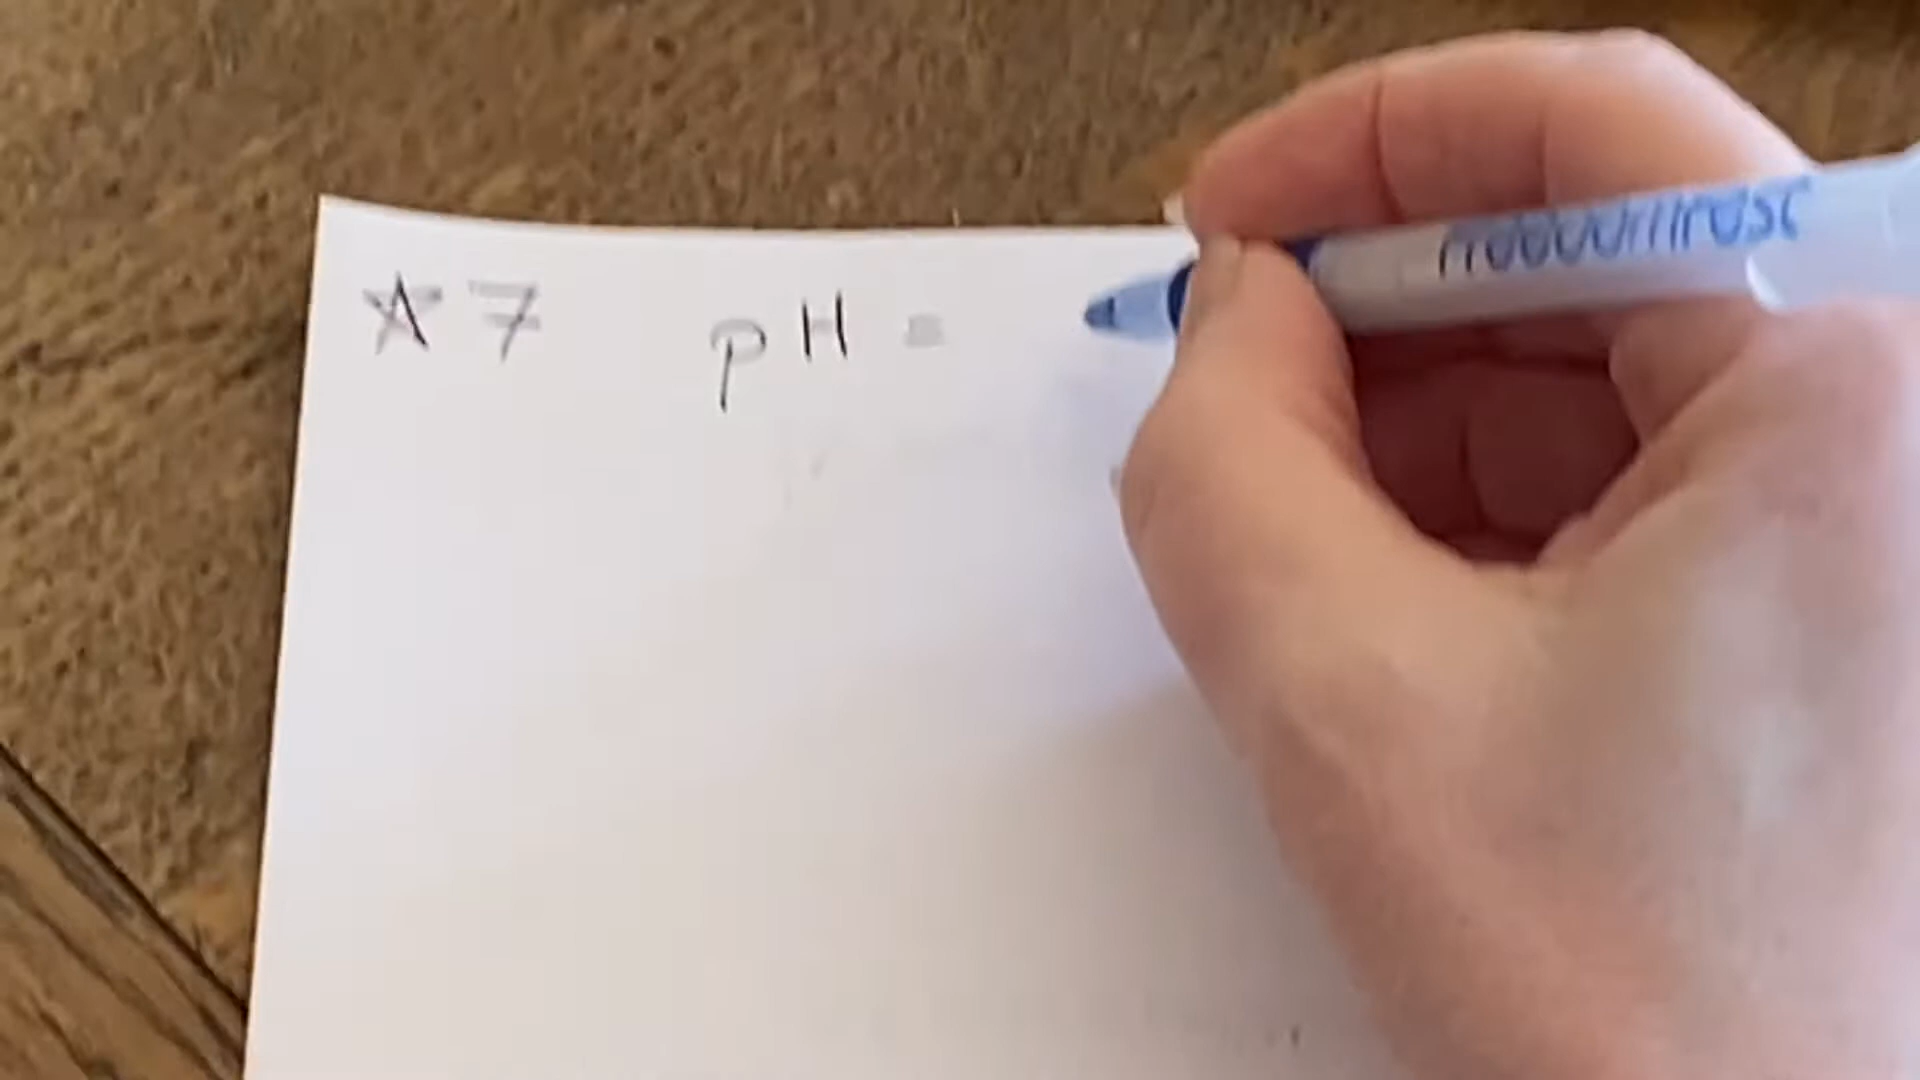 ☆ 7 pH =